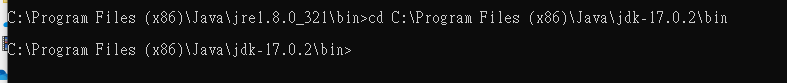 C:\Program Files (x86)\Java\jre1.8.0_321\bin>cd C:\Program Files (x86)\Java\jdk-17.0.2\bin
C:\Program Files (x86)\Java\jdk-17.0.2\bin>